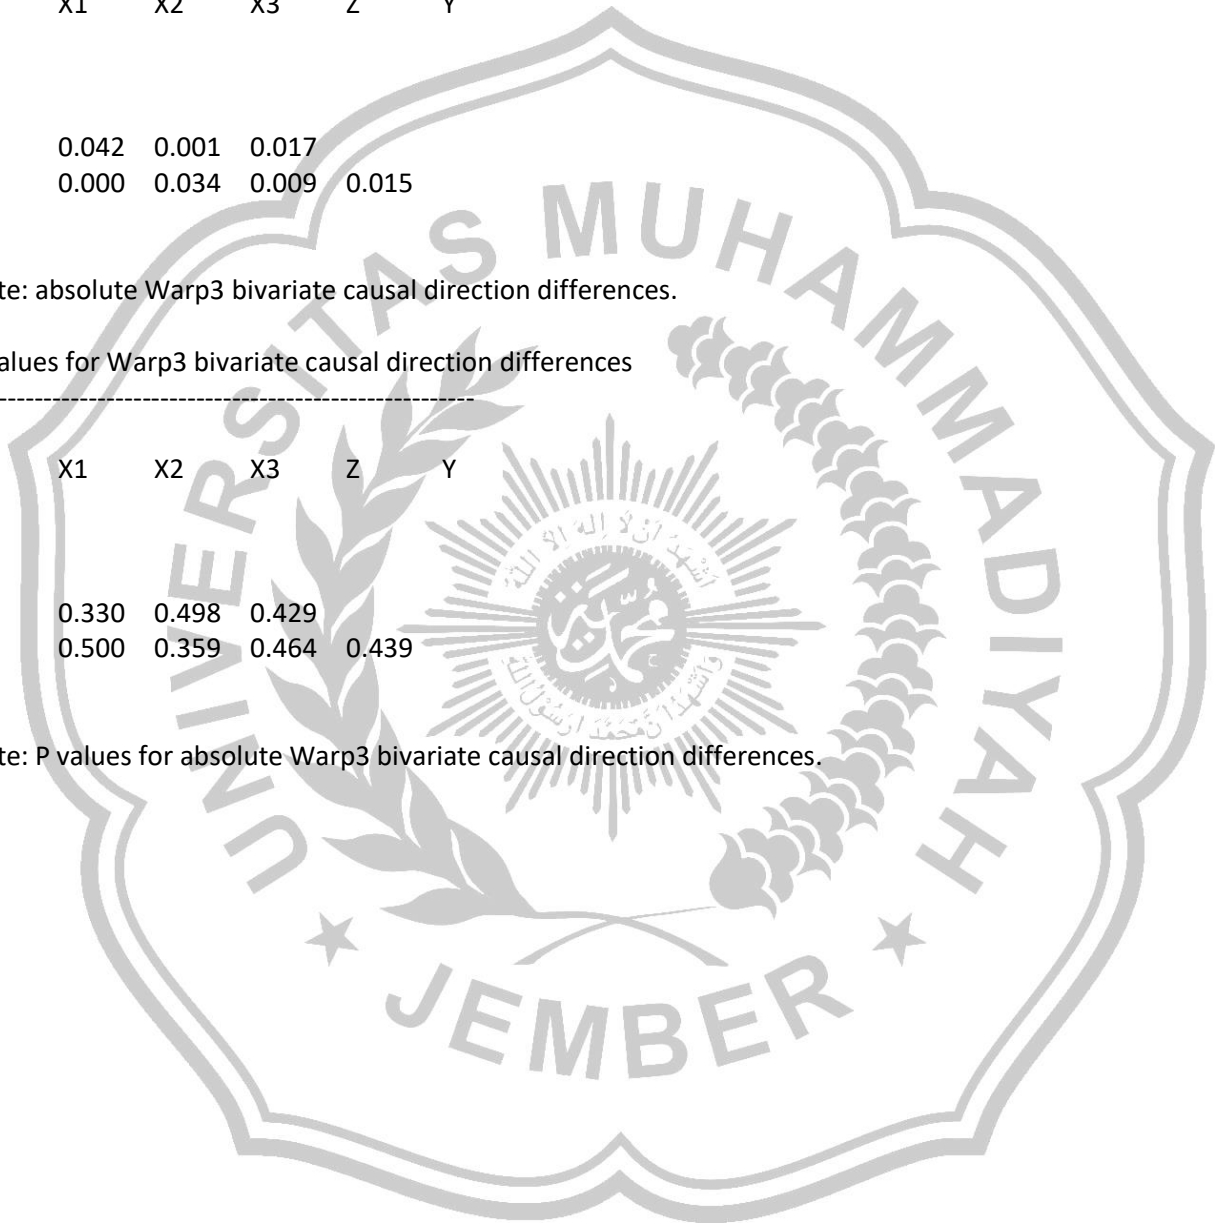 X1 X2 X3 Z Y
0.042 0.001 0.017
0.000 0.034 0.009 0.015
te: absolute Warp3 bivariate causal direction differences.
alues for Warp3 bivariate causal direction differences
-----------------------------------------------------
X1 X2 X3 Z Y
0.330 0.498 0.429
0.500 0.359 0.464 0.439
te: P values for absolute Warp3 bivariate causal direction differences.
UNIVERSITAS MUHAMMADIYAH
JEMBER